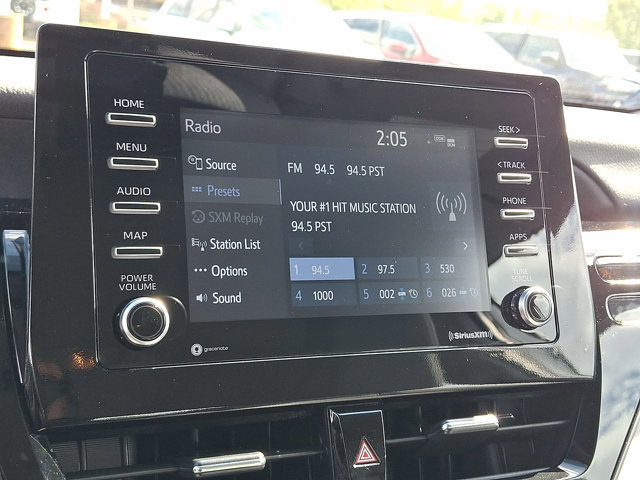 HOME
MENU
AUDIO
MAP
POWER
VOLUME
Radio
2:05
DCM
Source
Presets
SXM Replay
Station List
Options
Sound
FM 94.5 94.5 PST
YOUR #1 HIT MUSIC STATION
94.5 PST
1 94.5
2 97.5
3 530
4 1000
5 002
6 026
SEEK >
< TRACK
PHONE
APPS
TUNE
SCROLL
gracenote
SiriusXM